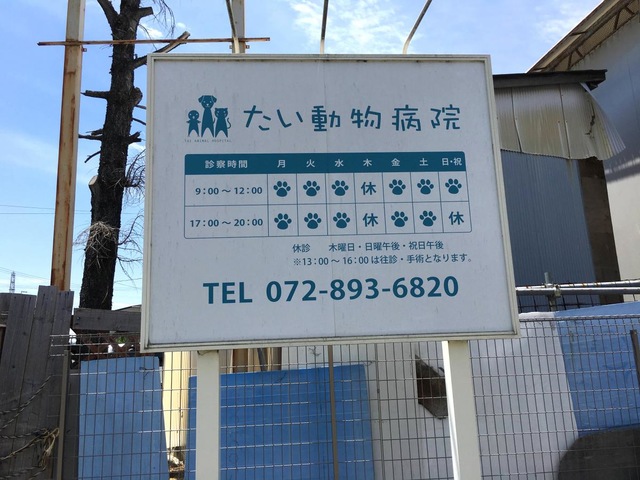 たい動物病院
TAI ANIMAL HOSPITAL
診察時間 月 火 水 木 金 土 日・祝
9:00～12:00 休
17:00～20:00 休 休
休診 木曜日・日曜午後・祝日午後
※13:00～16:00は往診・手術となります。
TEL 072-893-6820